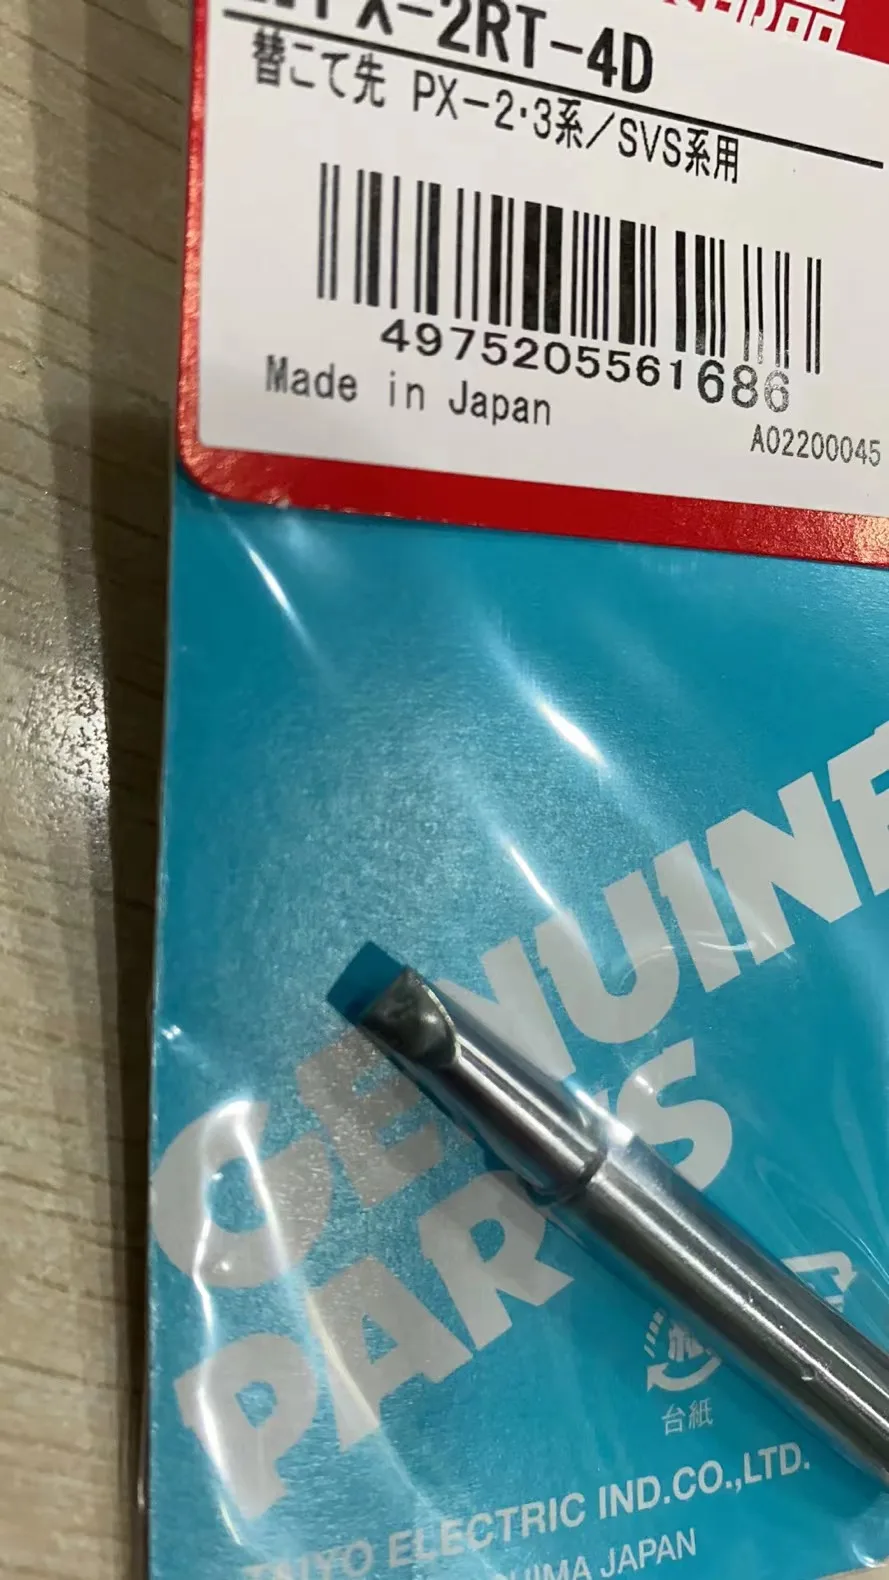 PX-2RT-4D
替こて先 PX-2・3系/SVS系用
4975205561686
Made in Japan
A02200045
GENUINE
PARTS
台紙
TAIYO ELECTRIC IND.CO.,LTD.
JAPAN